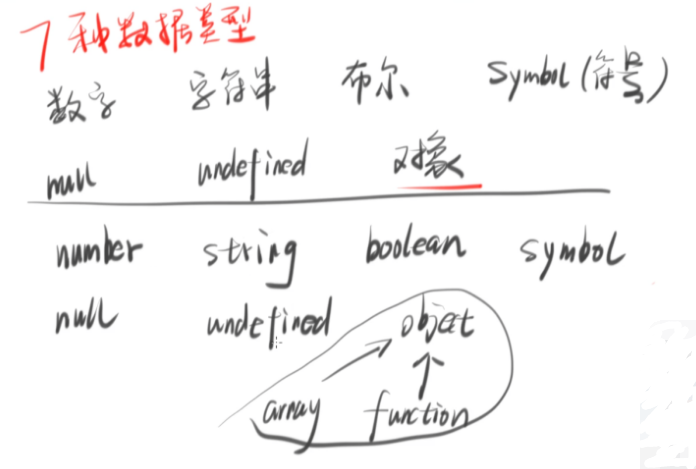 7种数据类型
数字 字符串 布尔 Symbol(符号)
null undefined 对象
number string boolean symbol
null undefined object
array function